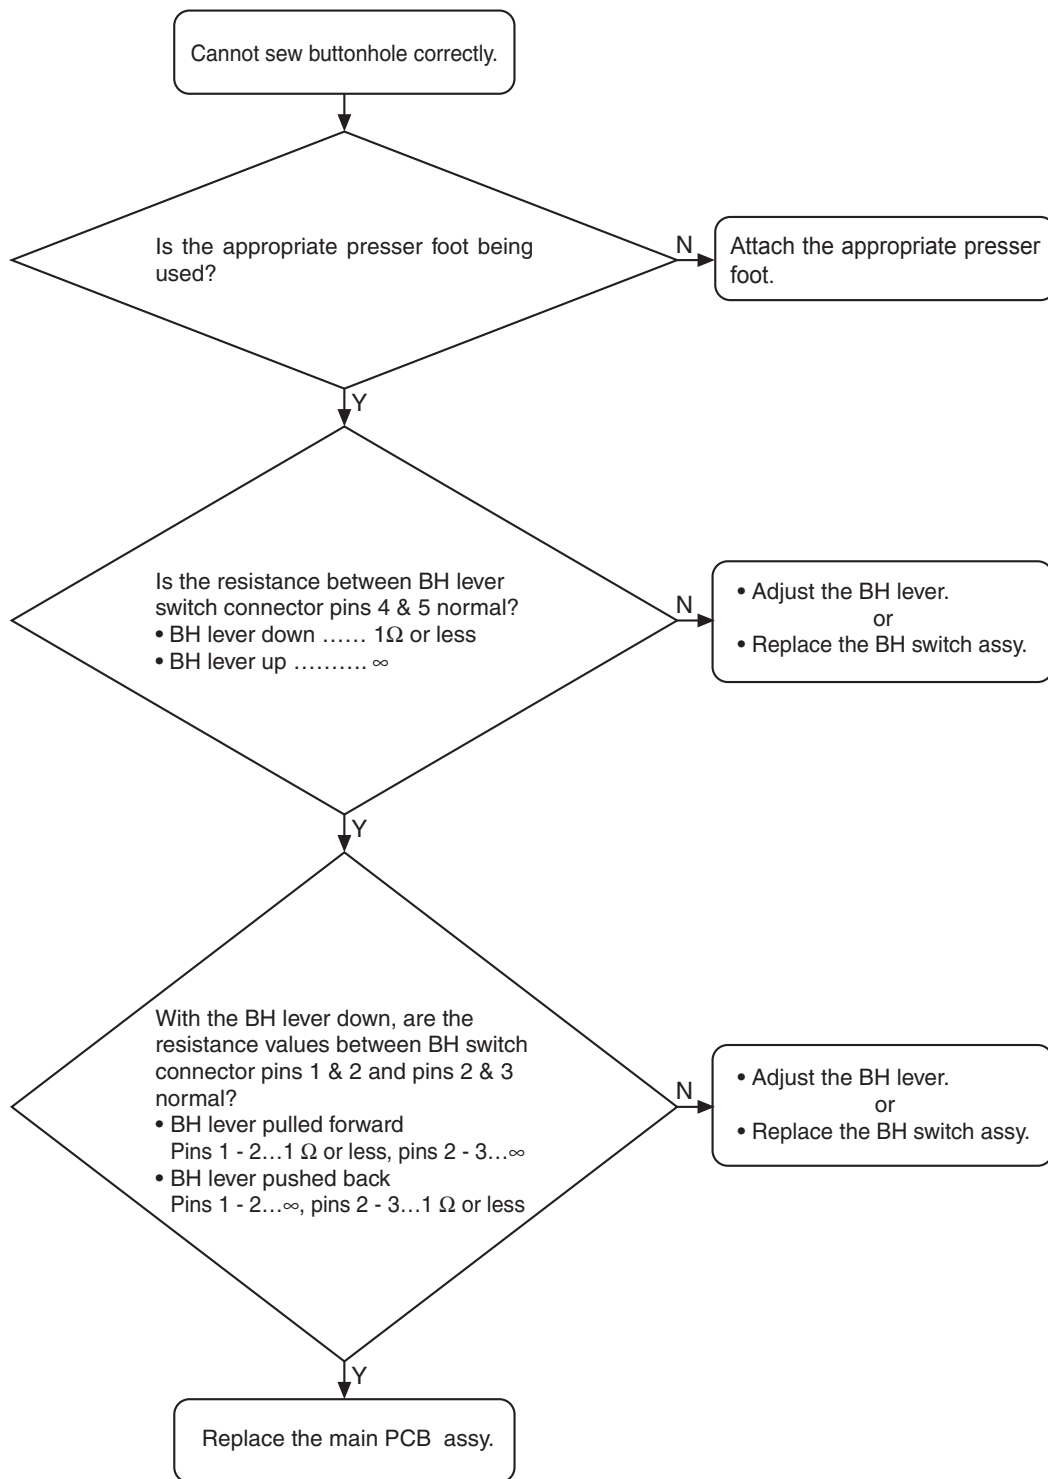 Cannot sew buttonhole correctly.
Is the appropriate presser foot being
used?
N
Attach the appropriate presser
foot.
Y
Is the resistance between BH lever
switch connector pins 4 & 5 normal?
• BH lever down …… 1Ω or less
• BH lever up ………. ∞
N
• Adjust the BH lever.
or
• Replace the BH switch assy.
Y
With the BH lever down, are the
resistance values between BH switch
connector pins 1 & 2 and pins 2 & 3
normal?
• BH lever pulled forward
Pins 1 - 2…1 Ω or less, pins 2 - 3…∞
• BH lever pushed back
Pins 1 - 2…∞, pins 2 - 3…1 Ω or less
N
• Adjust the BH lever.
or
• Replace the BH switch assy.
Y
Replace the main PCB assy.